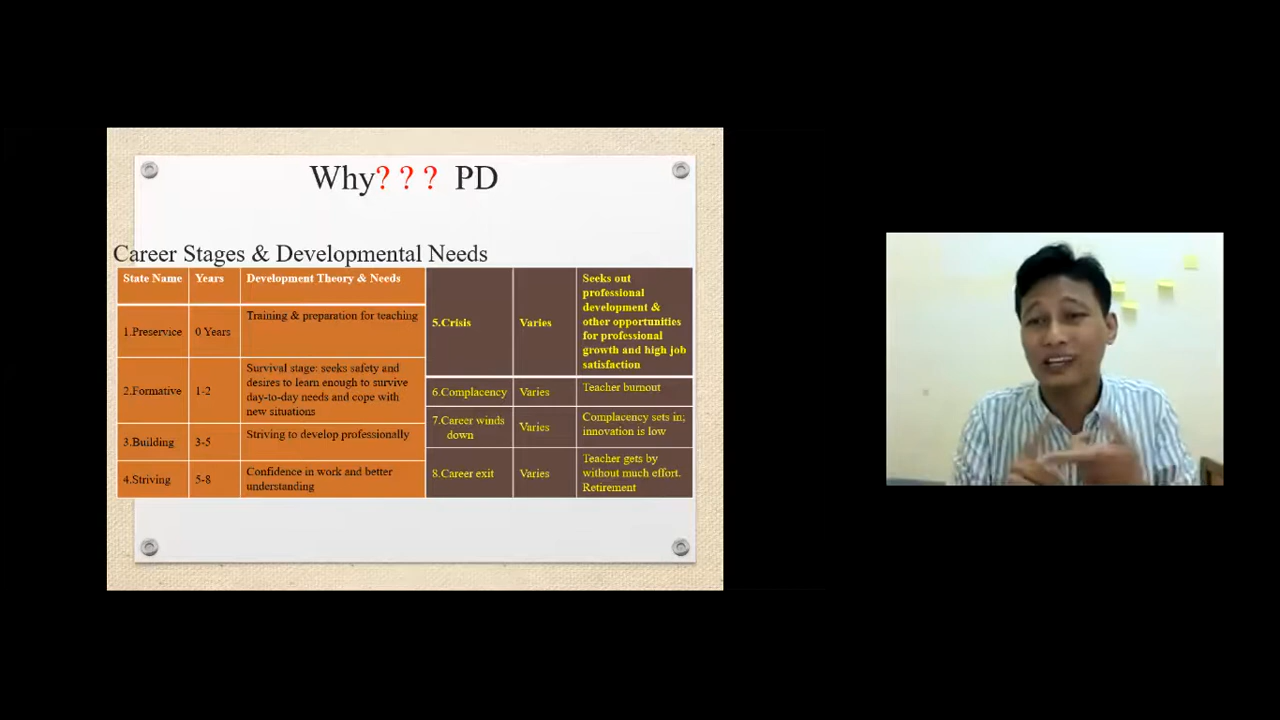 Why? ? ? PD
Career Stages & Developmental Needs
State Name
Years
Development Theory & Needs
1.Preservice
0 Years
Training & preparation for teaching
2.Formative
1-2
Survival stage: seeks safety and
desires to learn enough to survive
day-to-day needs and cope with
new situations
3.Building
3-5
Striving to develop professionally
4.Striving
5-8
Confidence in work and better
understanding
5.Crisis
Varies
Seeks out
professional
development &
other opportunities
for professional
growth and high job
satisfaction
6.Complacency
Varies
Teacher burnout
7.Career winds
down
Varies
Complacency sets in;
innovation is low
8.Career exit
Varies
Teacher gets by
without much effort.
Retirement